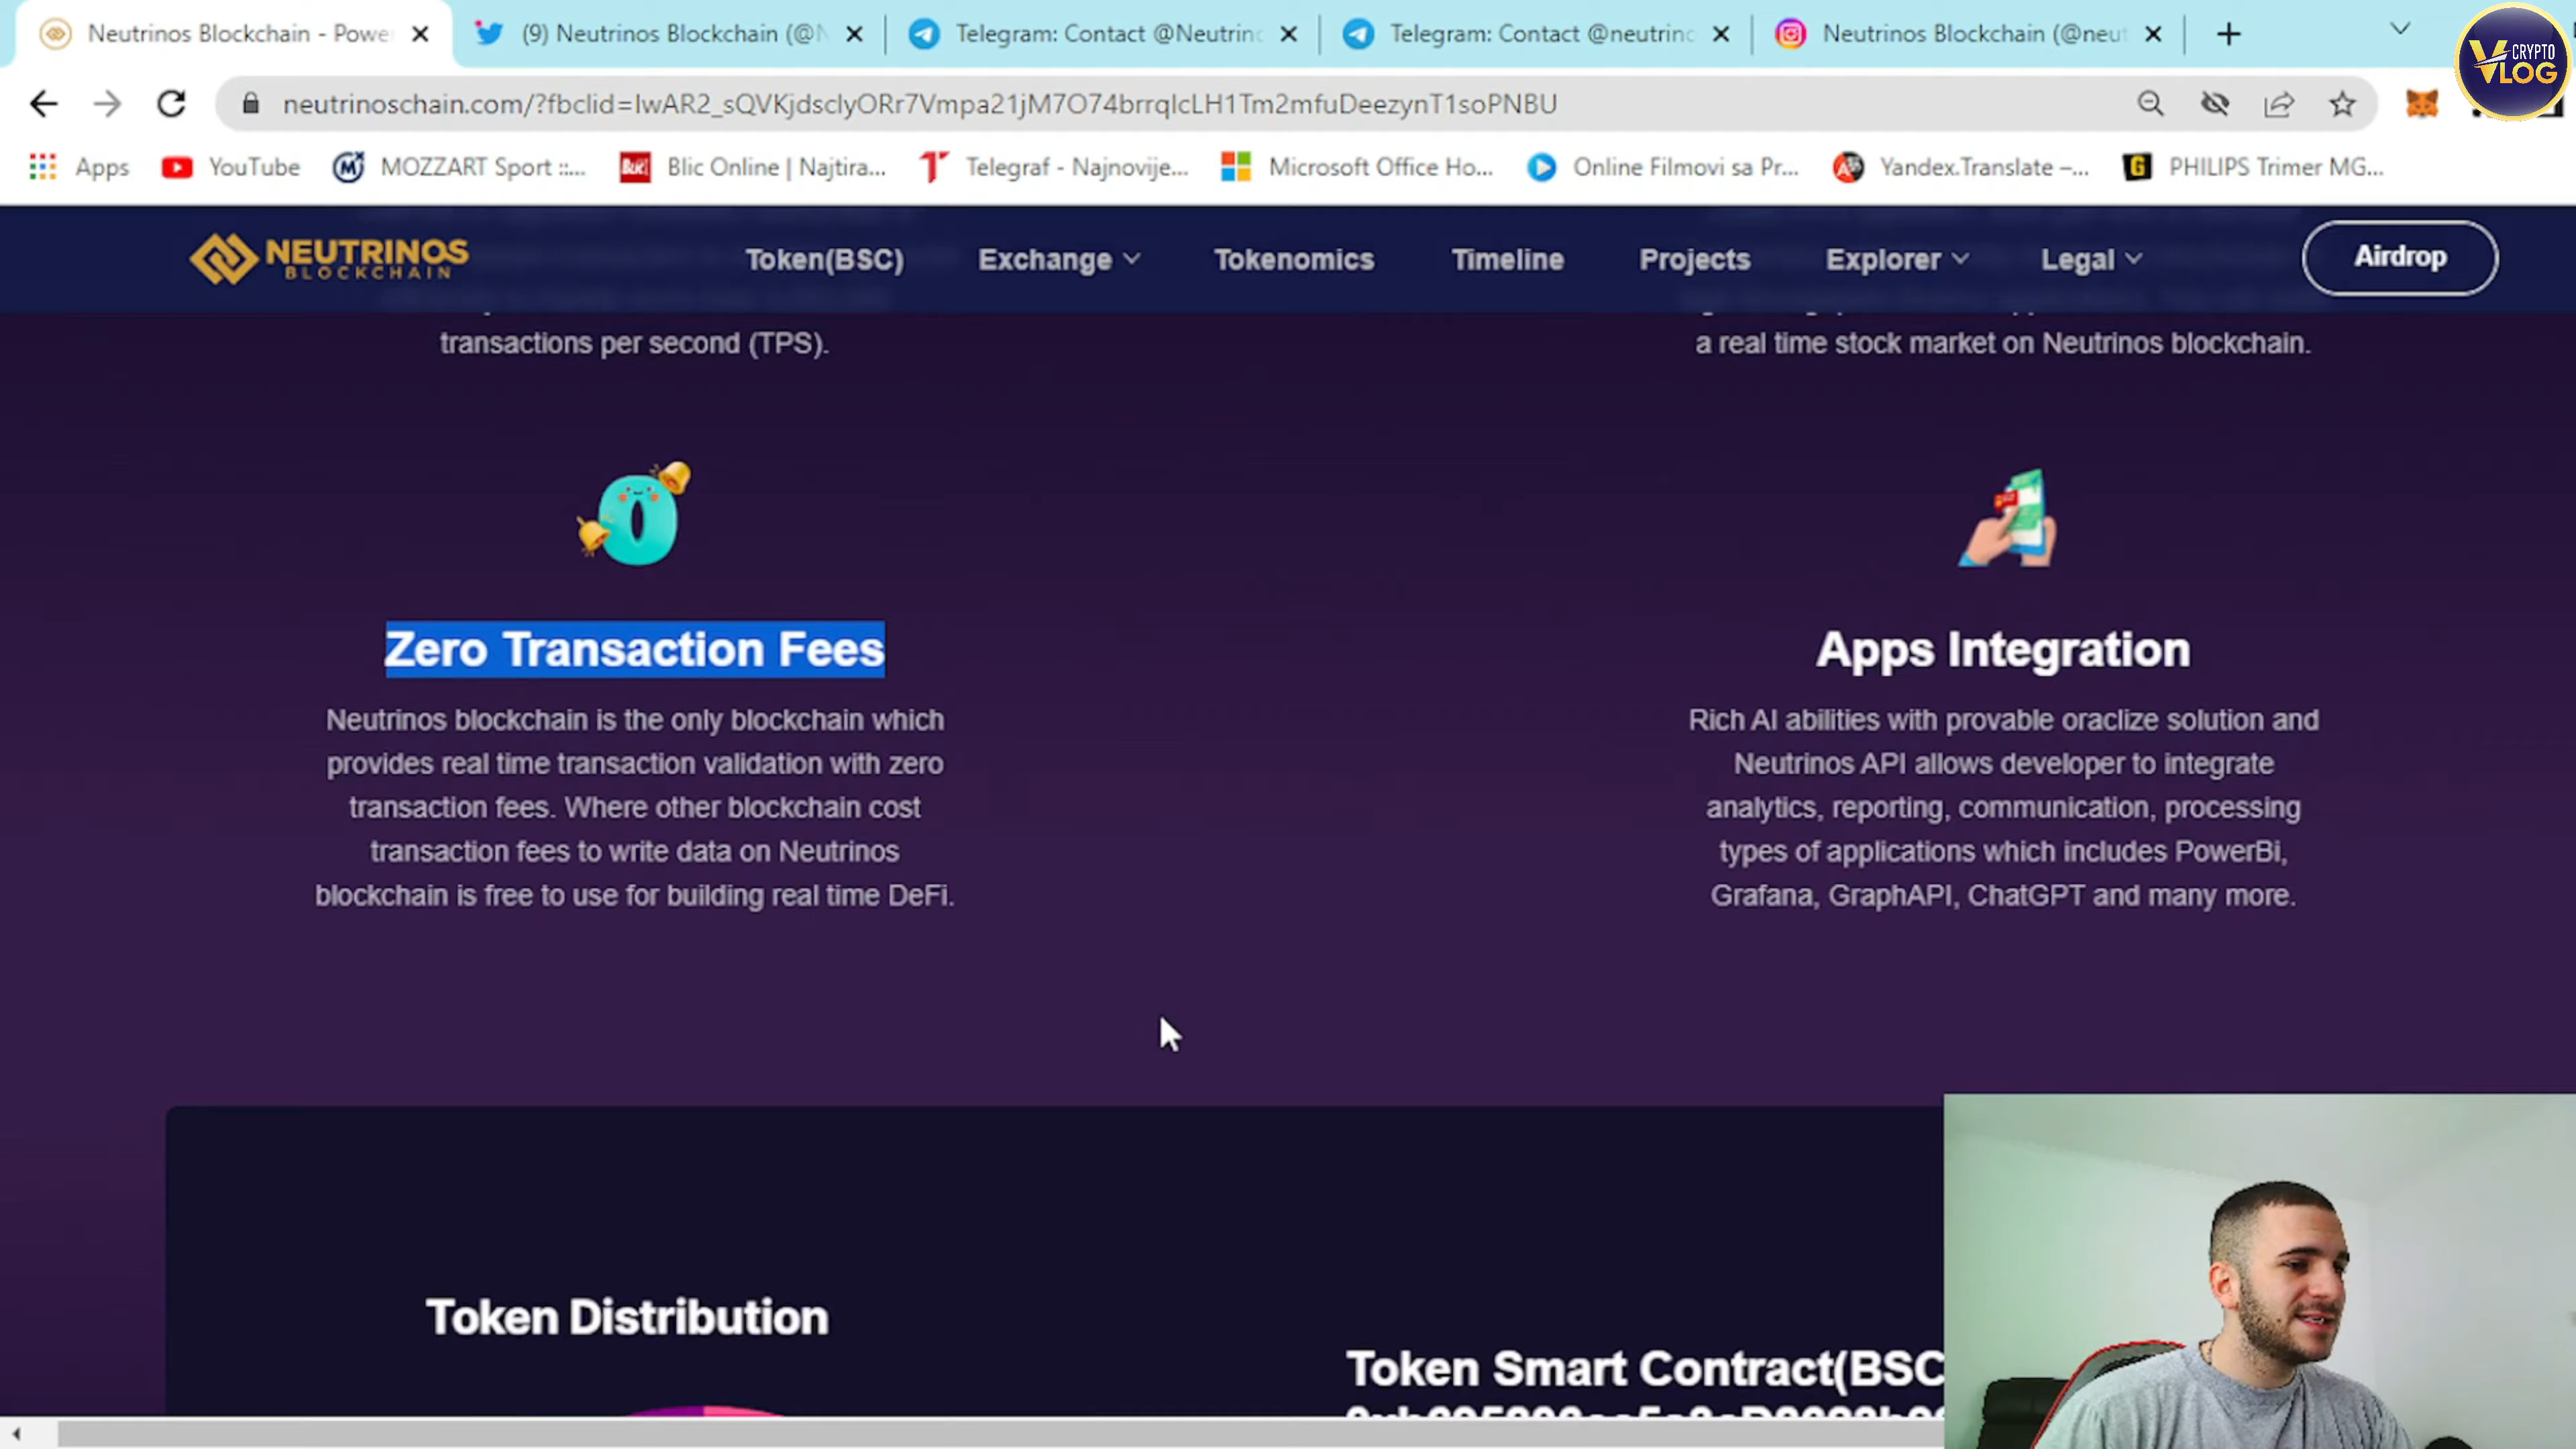 Neutrinos Blockchain - Powe
(9) Neutrinos Blockchain (@N
Telegram: Contact @Neutrino
Telegram: Contact @neutrino
Neutrinos Blockchain (@neut
CRYPTO
VLOG
neutrinoschain.com/?fbclid=IwAR2_sQVKjdsclyORr7Vmpa21jM7O74brrqIcLH1Tm2mfuDeezynT1soPNBU
Apps
YouTube
MOZZART Sport ::...
Blic Online | Najtira...
Telegraf - Najnovije...
Microsoft Office Ho...
Online Filmovi sa Pr...
Yandex.Translate –...
PHILIPS Trimer MG...
NEUTRINOS
BLOCKCHAIN
Token(BSC)
Exchange
Tokenomics
Timeline
Projects
Explorer
Legal
Airdrop
transactions per second (TPS).
a real time stock market on Neutrinos blockchain.
Zero Transaction Fees
Neutrinos blockchain is the only blockchain which
provides real time transaction validation with zero
transaction fees. Where other blockchain cost
transaction fees to write data on Neutrinos
blockchain is free to use for building real time DeFi.
Apps Integration
Rich AI abilities with provable oraclize solution and
Neutrinos API allows developer to integrate
analytics, reporting, communication, processing
types of applications which includes PowerBi,
Grafana, GraphAPI, ChatGPT and many more.
Token Distribution
Token Smart Contract(BSC